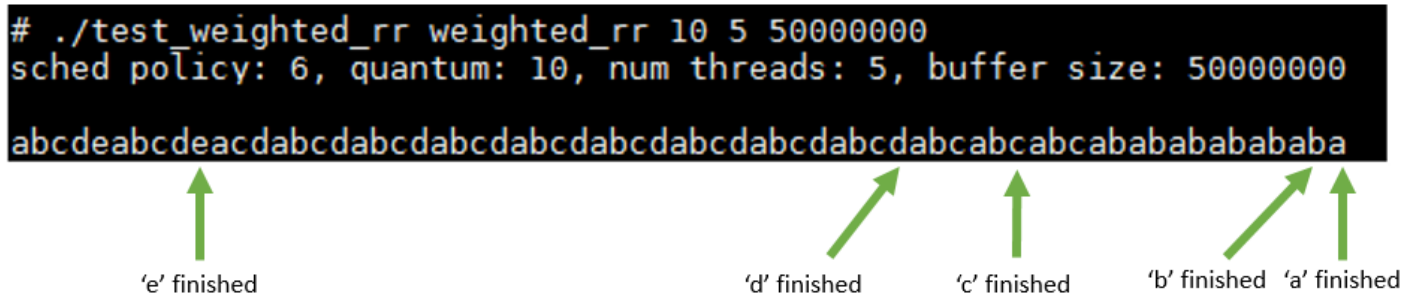 # ./test_weighted_rr weighted_rr 10 5 50000000
sched policy: 6, quantum: 10, num threads: 5, buffer size: 50000000
abcdeabcdeacdabcdabcdabcdabcdabcdabcdabcdabcdabcabcabcababababababa
'e' finished
'd' finished
'c' finished
'b' finished
'a' finished